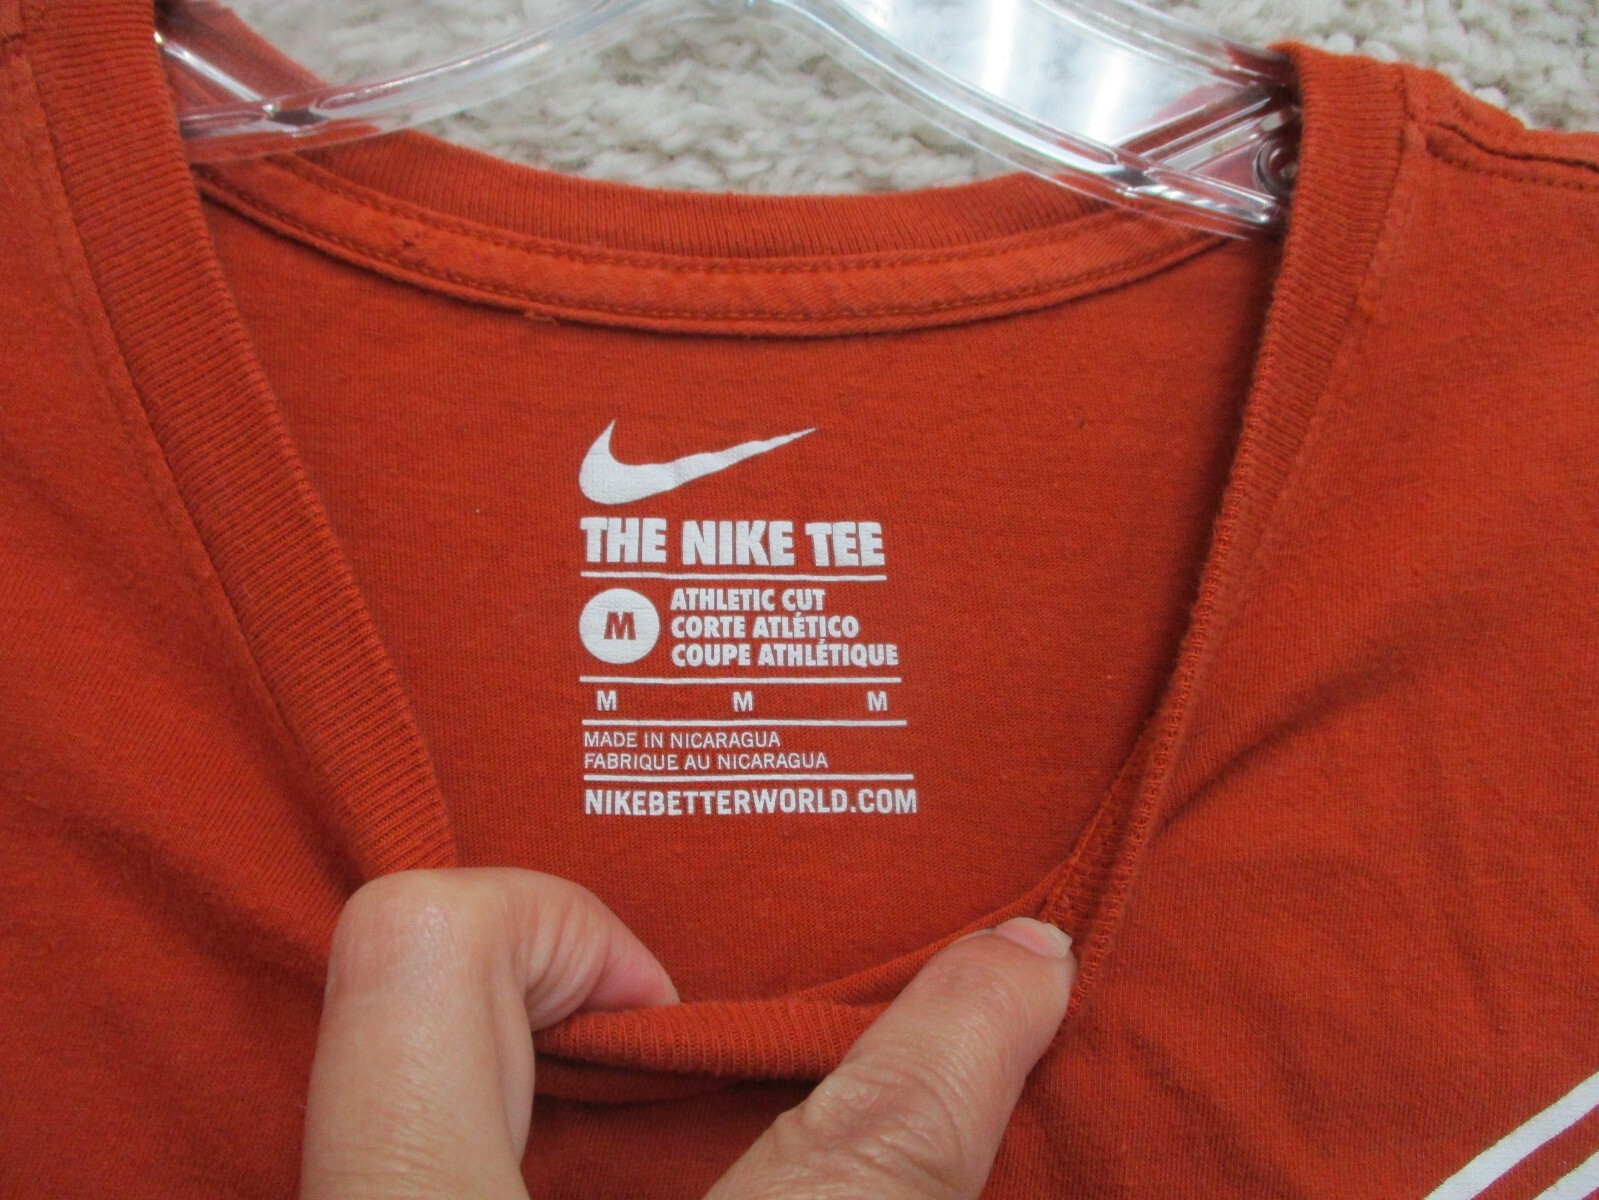 THE NIKE TEE
M
ATHLETIC CUT
CORTE ATLÉTICO
COUPE ATHLÉTIQUE
M M M
MADE IN NICARAGUA
FABRIQUE AU NICARAGUA
NIKEBETTERWORLD.COM